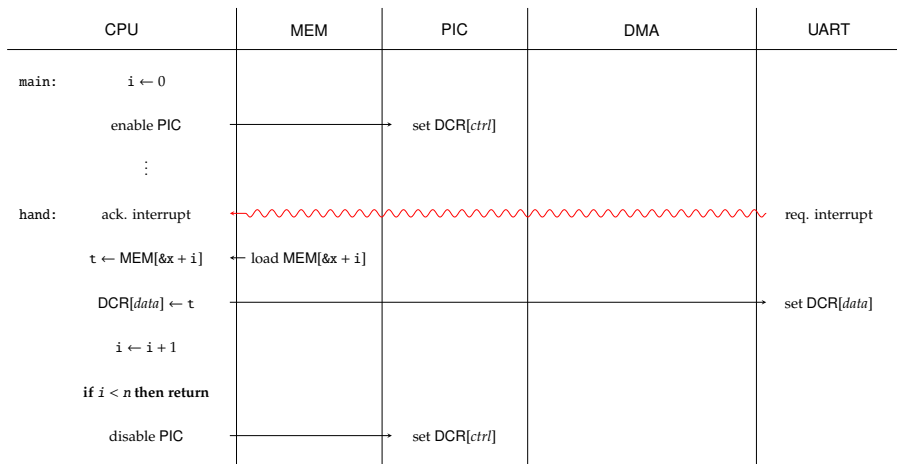 CPU MEM PIC DMA UART
main: i ← 0
enable PIC set DCR[ctrl]
⋮
hand: ack. interrupt req. interrupt
t ← MEM[&x + i] load MEM[&x + i]
DCR[data] ← t set DCR[data]
i ← i + 1
if i < n then return
disable PIC set DCR[ctrl]